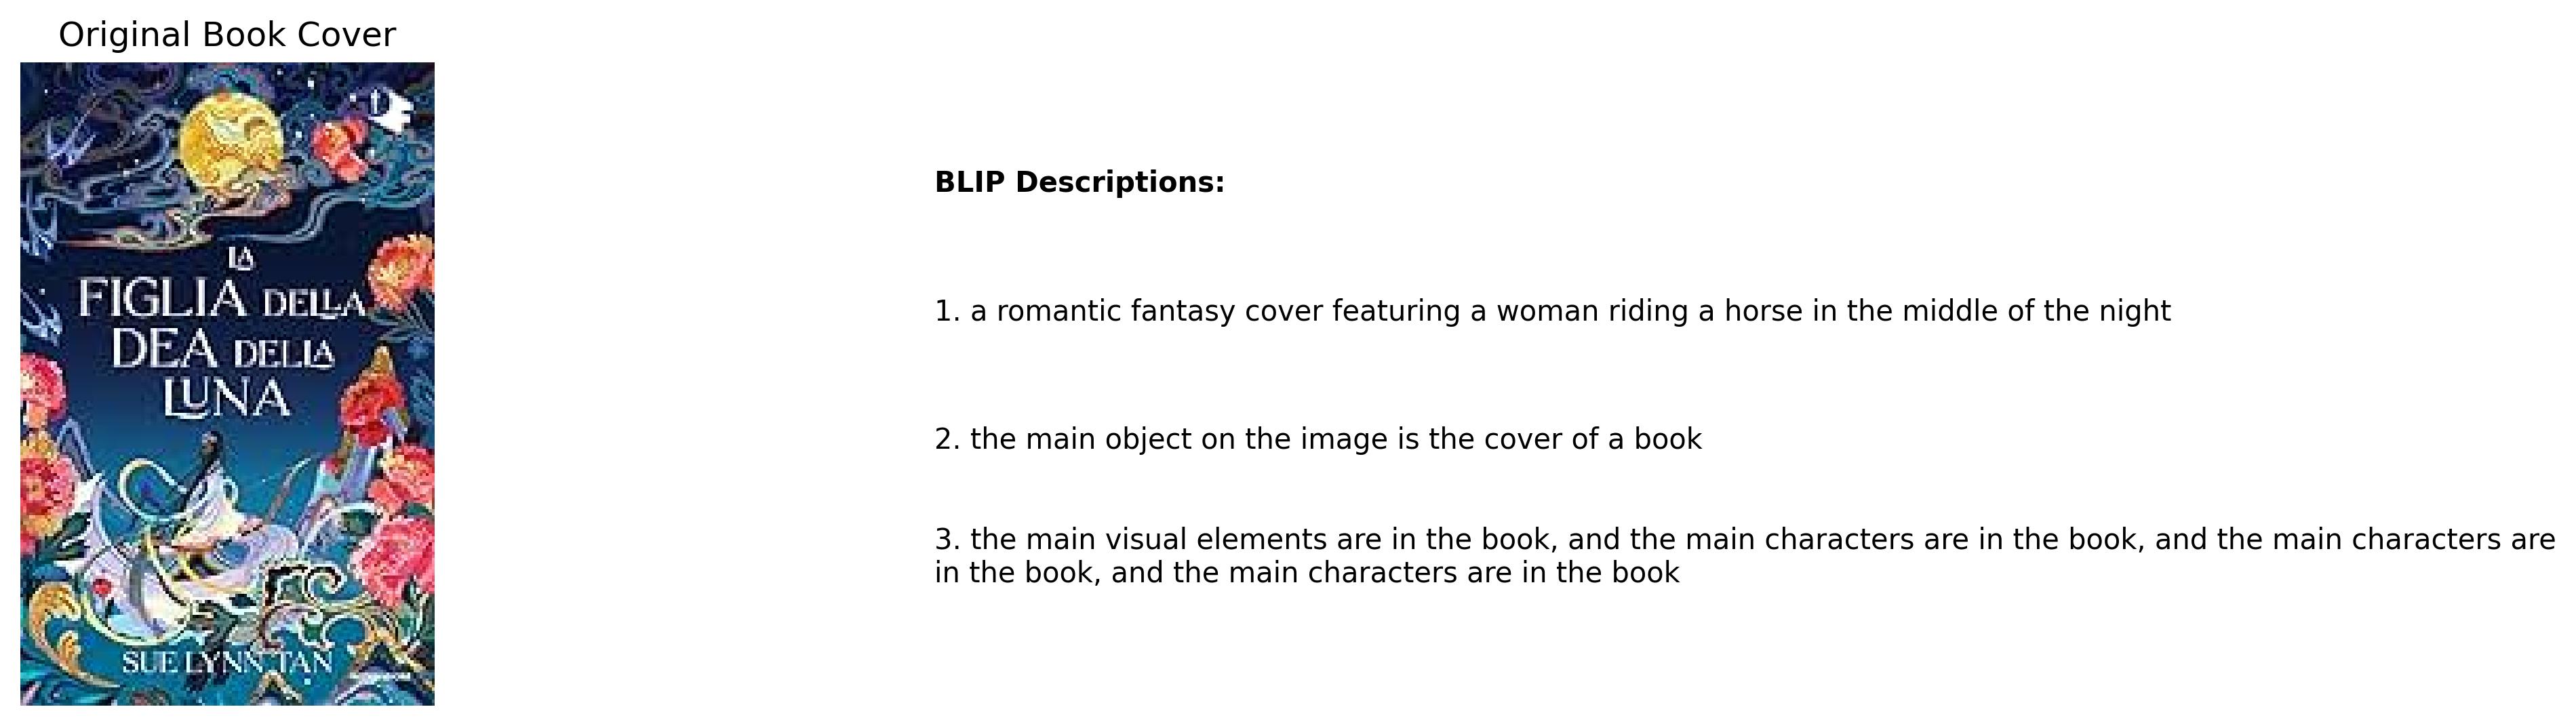 Original Book Cover
LA
FIGLIA DELLA
DEA DELLA
LUNA
SUE LYNN TAN
BLIP Descriptions:
1. a romantic fantasy cover featuring a woman riding a horse in the middle of the night
2. the main object on the image is the cover of a book
3. the main visual elements are in the book, and the main characters are in the book, and the main characters are
in the book, and the main characters are in the book